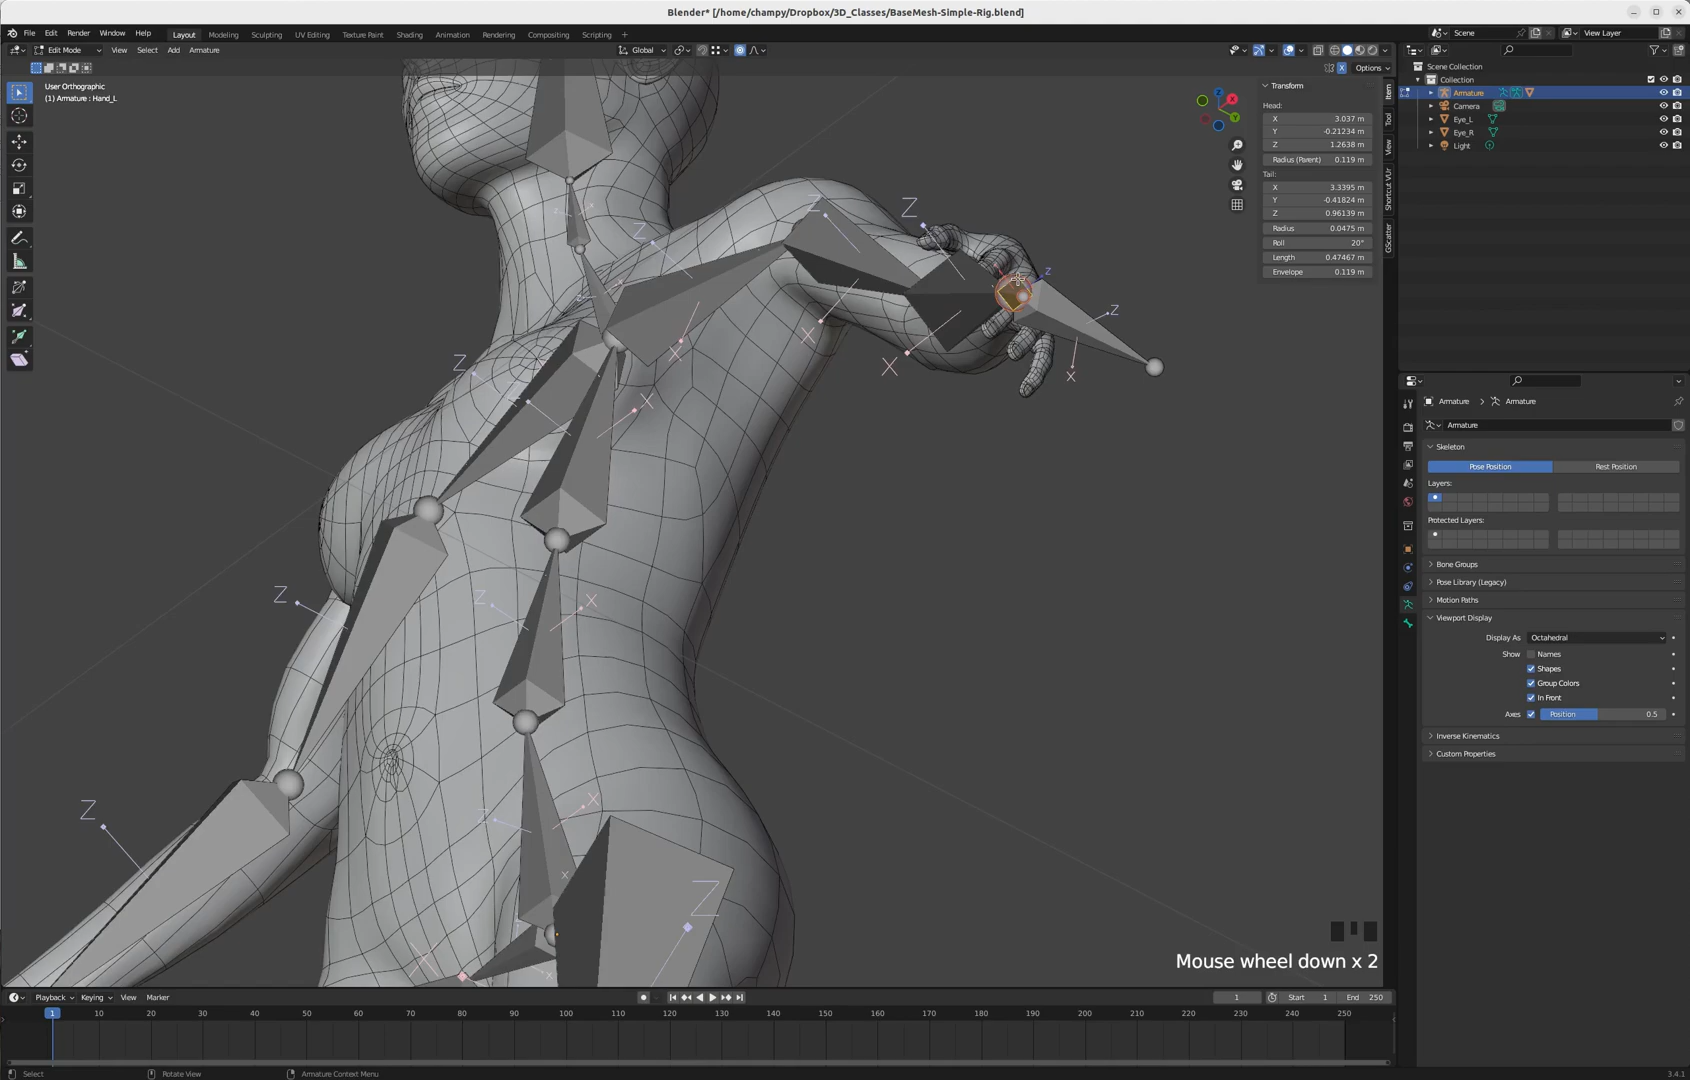 Blender* [/home/champy/Dropbox/3D_Classes/BaseMesh-Simple-Rig.blend]
File Edit Render Window Help Layout Modeling Sculpting UV Editing Texture Paint Shading Animation Rendering Compositing Scripting + Scene View Layer
Edit Mode View Select Add Armature Global
X Options
User Orthographic
(1) Armature : Hand_L
Transform
Head:
X 3.037 m
Y -0.21234 m
Z 1.2638 m
Radius (Parent) 0.119 m
Tail:
X 3.3395 m
Y -0.41824 m
Z 0.96139 m
Radius 0.0475 m
Roll 20°
Length 0.47467 m
Envelope 0.119 m
Item
Tool
View
Shortcut VUr
GScatter
Scene Collection
Collection
Armature
Camera
Eye_L
Eye_R
Light
Armature > Armature
Armature
Skeleton
Pose Position Rest Position
Layers:
Protected Layers:
Bone Groups
Pose Library (Legacy)
Motion Paths
Viewport Display
Display As Octahedral
Show Names
Shapes
Group Colors
In Front
Axes Position 0.5
Inverse Kinematics
Custom Properties
Mouse wheel down x 2
Playback Keying View Marker 1 Start 1 End 250
1 10 20 30 40 50 60 70 80 90 100 110 120 130 140 150 160 170 180 190 200 210 220 230 240 250
Select Rotate View Armature Context Menu 3.4.1